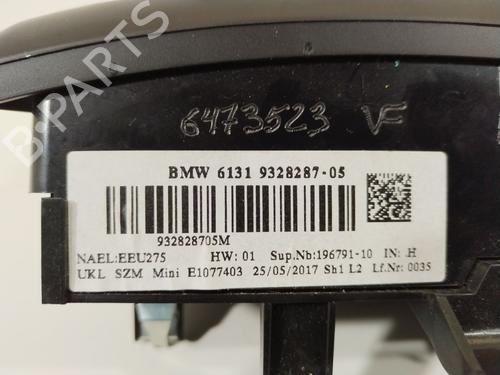 6473523 VF
BMW 6131 9328287-05
932828705M
NAEL:EEU275 HW: 01 Sup.Nb:196791-10 IN: H
UKL SZM Mini E1077403 25/05/2017 Sh1 L2 Lf.Nr: 0035
B-PARTS